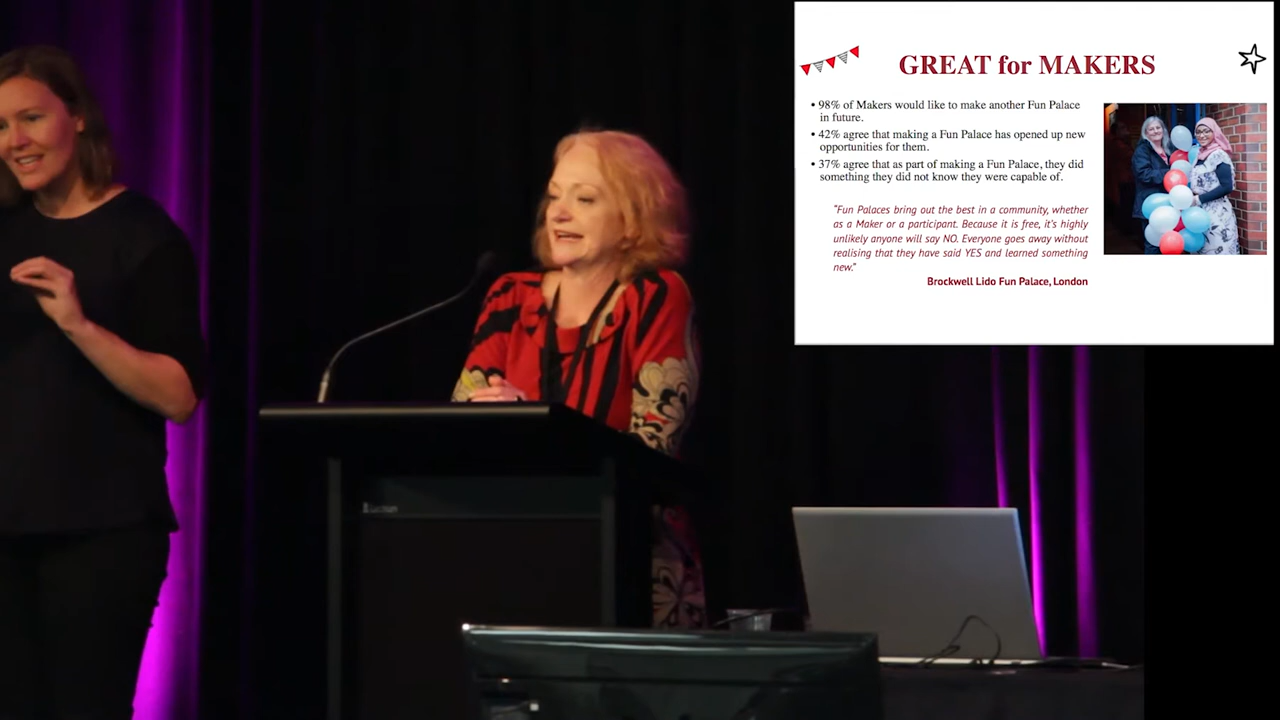 GREAT for MAKERS
• 98% of Makers would like to make another Fun Palace
in future.
• 42% agree that making a Fun Palace has opened up new
opportunities for them.
• 37% agree that as part of making a Fun Palace, they did
something they did not know they were capable of.
“Fun Palaces bring out the best in a community, whether
as a Maker or a participant. Because it is free, it’s highly
unlikely anyone will say NO. Everyone goes away without
realising that they have said YES and learned something
new.”
Brockwell Lido Fun Palace, London